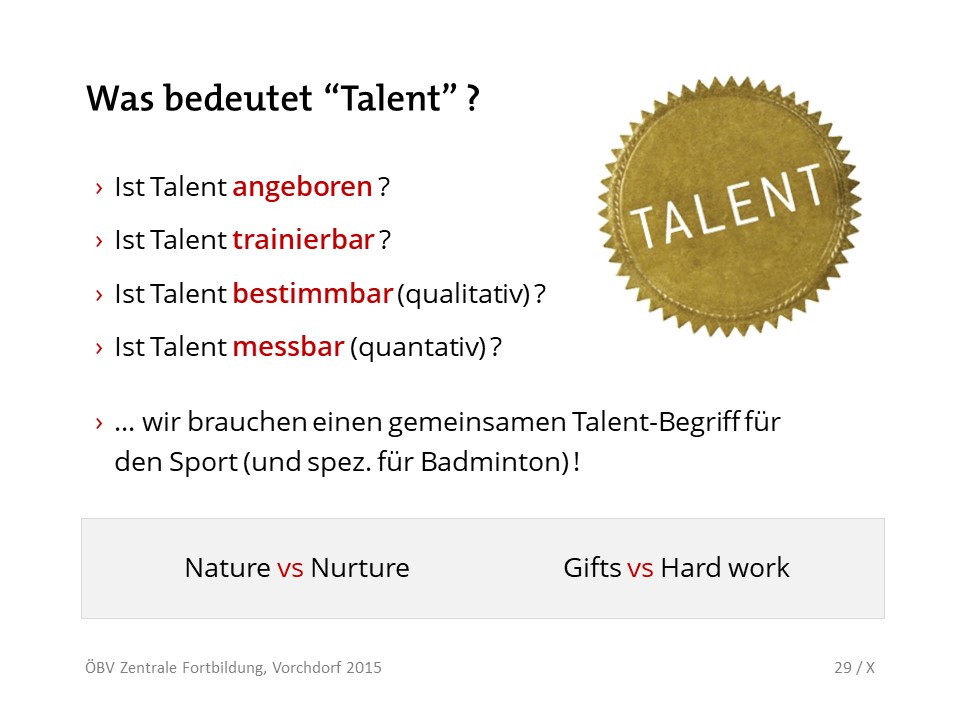 Was bedeutet “Talent” ?
TALENT
› Ist Talent angeboren ?
› Ist Talent trainierbar ?
› Ist Talent bestimmbar (qualitativ) ?
› Ist Talent messbar (quantativ) ?
› … wir brauchen einen gemeinsamen Talent-Begriff für
den Sport (und spez. für Badminton) !
Nature vs Nurture Gifts vs Hard work
ÖBV Zentrale Fortbildung, Vorchdorf 2015 29 / X